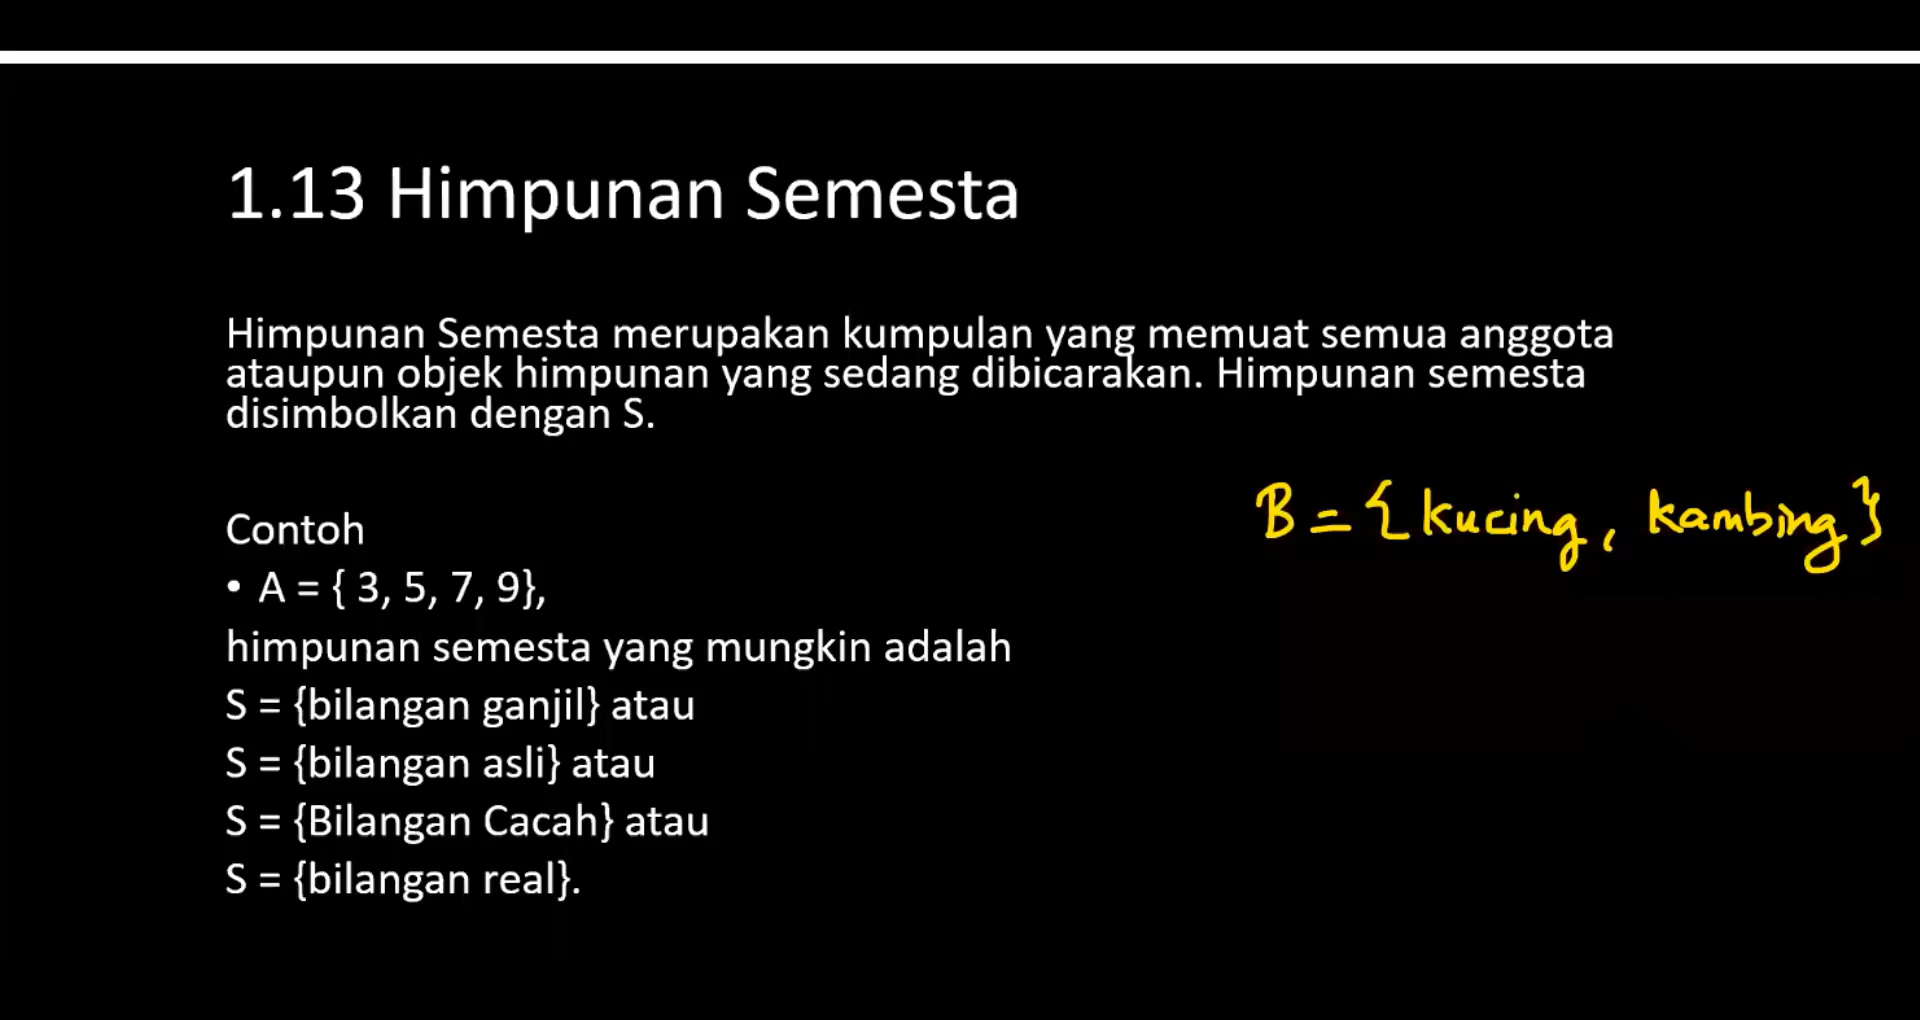 1.13 Himpunan Semesta
Himpunan Semesta merupakan kumpulan yang memuat semua anggota
ataupun objek himpunan yang sedang dibicarakan. Himpunan semesta
disimbolkan dengan S.
B = { kucing, kambing }
Contoh
• A = { 3, 5, 7, 9},
himpunan semesta yang mungkin adalah
S = {bilangan ganjil} atau
S = {bilangan asli} atau
S = {Bilangan Cacah} atau
S = {bilangan real}.